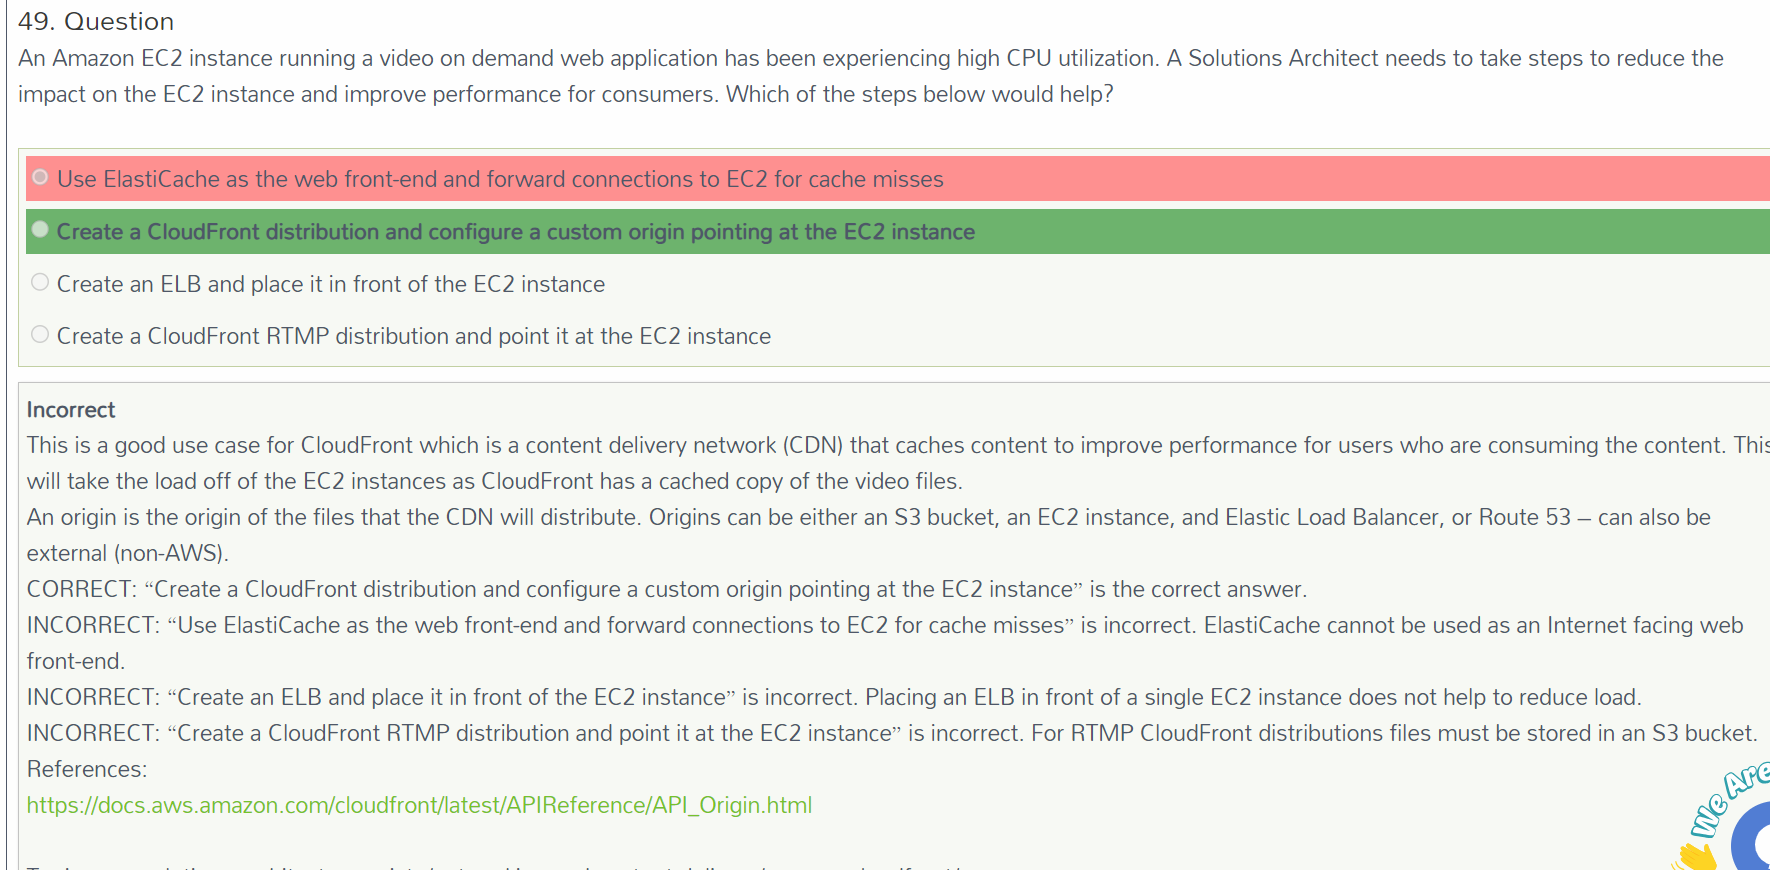 49. Question
An Amazon EC2 instance running a video on demand web application has been experiencing high CPU utilization. A Solutions Architect needs to take steps to reduce the
impact on the EC2 instance and improve performance for consumers. Which of the steps below would help?
Use ElastiCache as the web front-end and forward connections to EC2 for cache misses
Create a CloudFront distribution and configure a custom origin pointing at the EC2 instance
Create an ELB and place it in front of the EC2 instance
Create a CloudFront RTMP distribution and point it at the EC2 instance
Incorrect
This is a good use case for CloudFront which is a content delivery network (CDN) that caches content to improve performance for users who are consuming the content. This
will take the load off of the EC2 instances as CloudFront has a cached copy of the video files.
An origin is the origin of the files that the CDN will distribute. Origins can be either an S3 bucket, an EC2 instance, and Elastic Load Balancer, or Route 53 – can also be
external (non-AWS).
CORRECT: “Create a CloudFront distribution and configure a custom origin pointing at the EC2 instance” is the correct answer.
INCORRECT: “Use ElastiCache as the web front-end and forward connections to EC2 for cache misses” is incorrect. ElastiCache cannot be used as an Internet facing web
front-end.
INCORRECT: “Create an ELB and place it in front of the EC2 instance” is incorrect. Placing an ELB in front of a single EC2 instance does not help to reduce load.
INCORRECT: “Create a CloudFront RTMP distribution and point it at the EC2 instance” is incorrect. For RTMP CloudFront distributions files must be stored in an S3 bucket.
References:
https://docs.aws.amazon.com/cloudfront/latest/APIReference/API_Origin.html
We Are